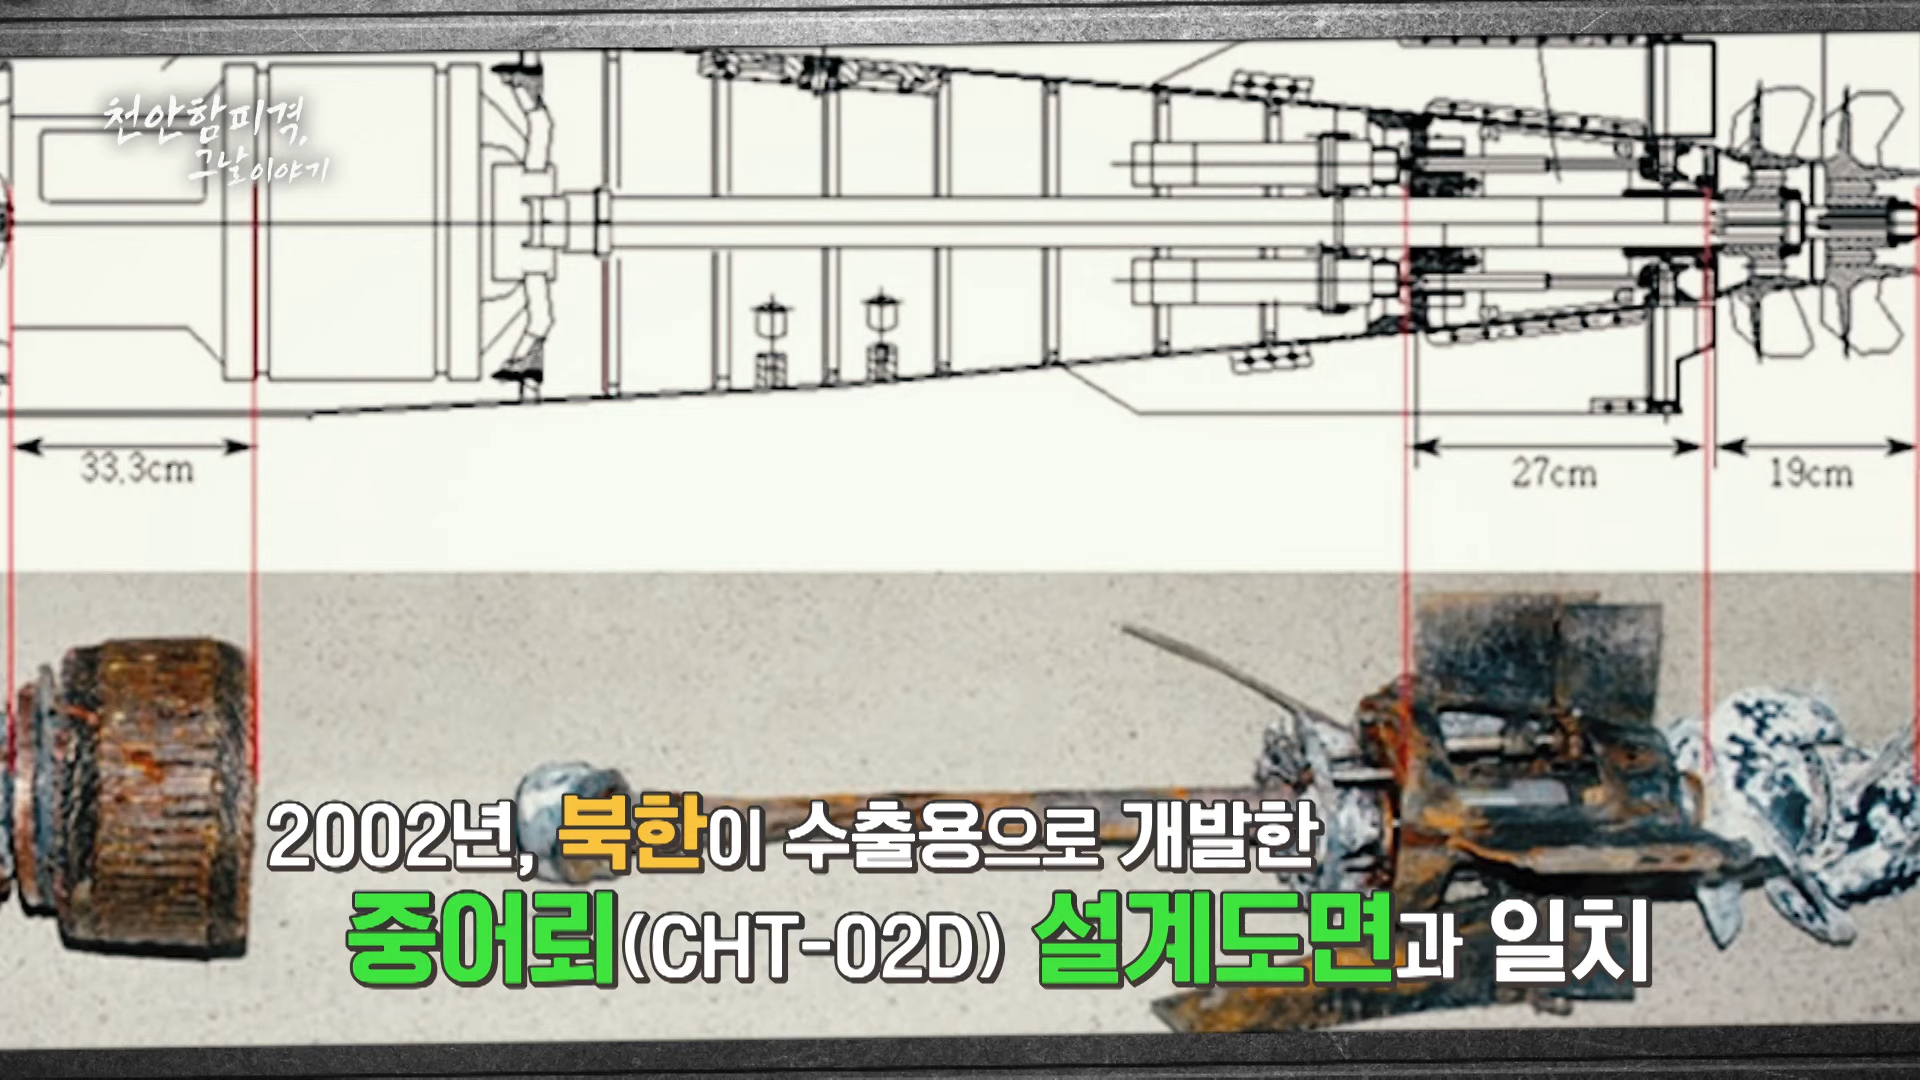 천안함피격,
그날이야기
33.3cm
27cm
19cm
2002년, 북한이 수출용으로 개발한
중어뢰(CHT-02D) 설계도면과 일치